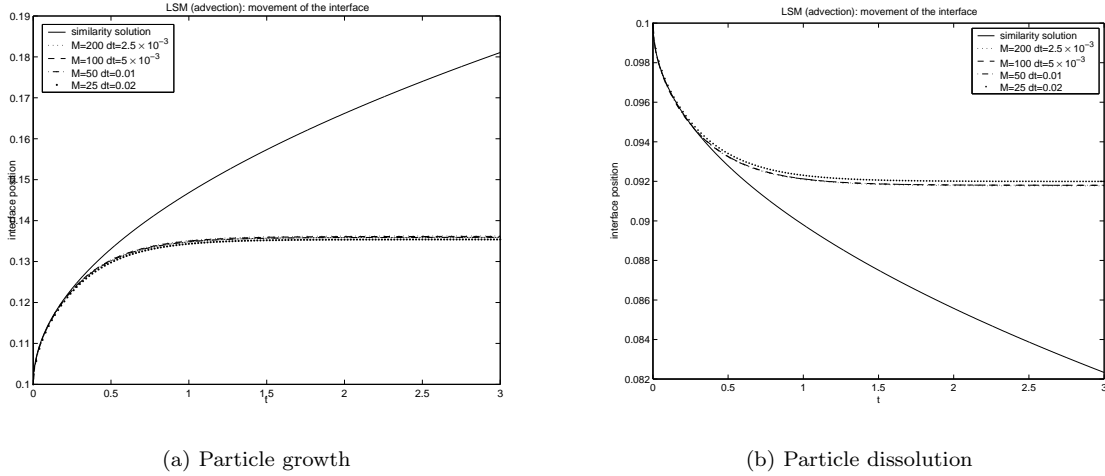 LSM (advection): movement of the interface
0.19
0.18
0.17
0.16
0.15
0.14
0.13
0.12
0.11
0.1
interface position
similarity solution
M=200 dt=2.5 × 10⁻³
M=100 dt=5 × 10⁻³
M=50 dt=0.01
M=25 dt=0.02
0 0.5 1 1.5 2 2.5 3
t
(a) Particle growth
LSM (advection): movement of the interface
0.1
0.098
0.096
0.094
0.092
0.09
0.088
0.086
0.084
0.082
interface position
similarity solution
M=200 dt=2.5 × 10⁻³
M=100 dt=5 × 10⁻³
M=50 dt=0.01
M=25 dt=0.02
0 0.5 1 1.5 2 2.5 3
t
(b) Particle dissolution